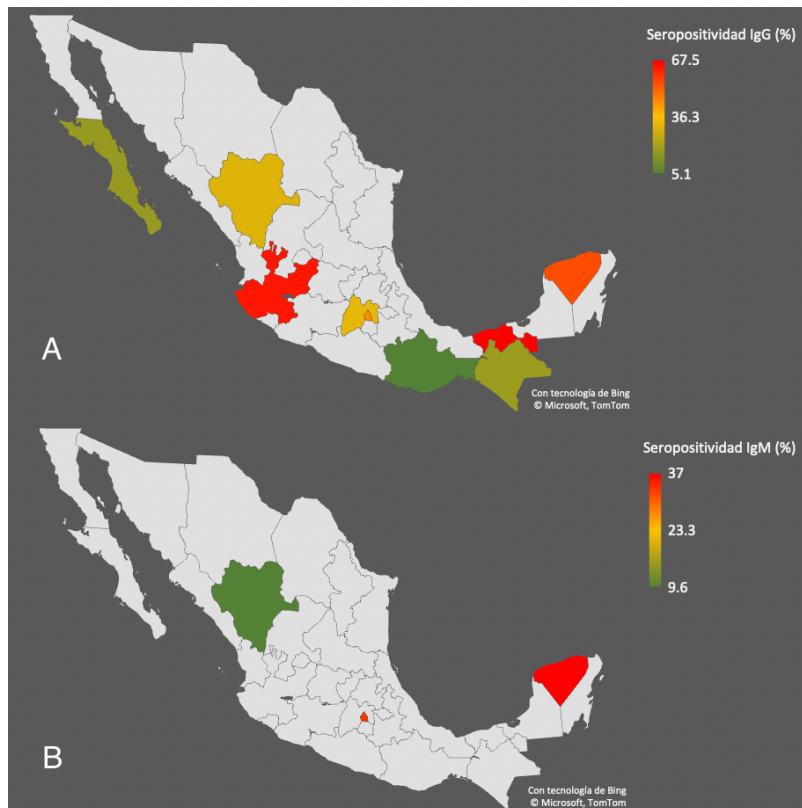 Seropositividad IgG (%)
67.5
36.3
5.1
A
Con tecnología de Bing
© Microsoft, TomTom
Seropositividad IgM (%)
37
23.3
9.6
B
Con tecnología de Bing
© Microsoft, TomTom